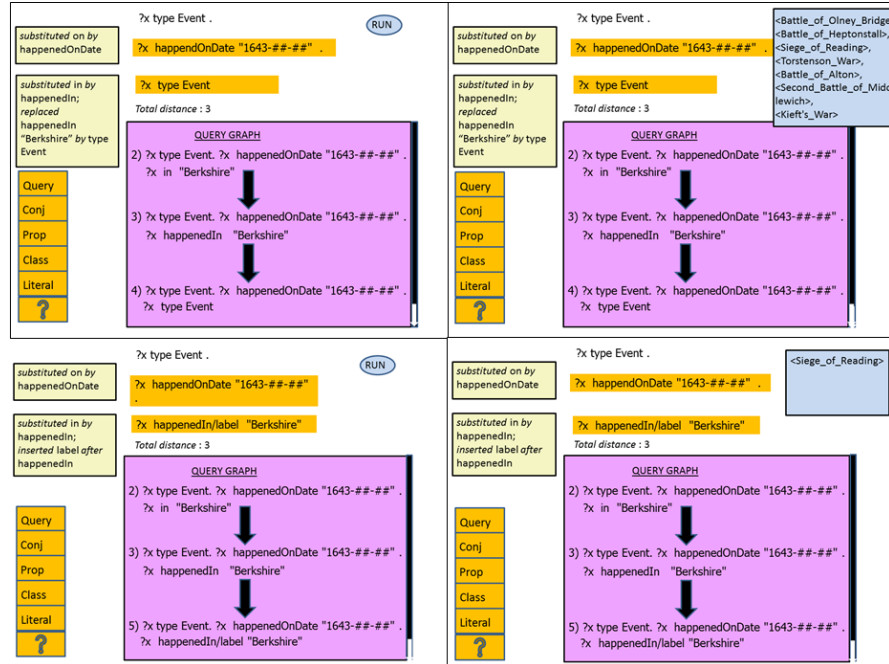 ?x type Event .
RUN
substituted on by
happenedOnDate
?x happendOnDate "1643-##-##" .
substituted in by
happenedIn;
replaced
happenedIn
“Berkshire” by type
Event
?x type Event
Total distance : 3
QUERY GRAPH
2) ?x type Event. ?x happenedOnDate "1643-##-##" .
?x in "Berkshire"
3) ?x type Event. ?x happenedOnDate "1643-##-##" .
?x happenedIn "Berkshire"
4) ?x type Event. ?x happenedOnDate "1643-##-##" .
?x type Event
Query
Conj
Prop
Class
Literal
?
?x type Event .
substituted on by
happenedOnDate
?x happendOnDate "1643-##-##" .
<Battle_of_Olney_Bridge
<Battle_of_Heptonstall>,
<Siege_of_Reading>,
<Torstenson_War>,
<Battle_of_Alton>,
<Second_Battle_of_Midd
lewich>,
<Kieft's_War>
substituted in by
happenedIn;
replaced
happenedIn
“Berkshire” by type
Event
?x type Event
Total distance : 3
QUERY GRAPH
2) ?x type Event. ?x happenedOnDate "1643-##-##" .
?x in "Berkshire"
3) ?x type Event. ?x happenedOnDate "1643-##-##" .
?x happenedIn "Berkshire"
4) ?x type Event. ?x happenedOnDate "1643-##-##" .
?x type Event
Query
Conj
Prop
Class
Literal
?
?x type Event .
RUN
substituted on by
happenedOnDate
?x happendOnDate "1643-##-##"
.
substituted in by
happenedIn;
inserted label after
happenedIn
?x happenedIn/label "Berkshire"
Total distance : 3
QUERY GRAPH
2) ?x type Event. ?x happenedOnDate "1643-##-##" .
?x in "Berkshire"
3) ?x type Event. ?x happenedOnDate "1643-##-##" .
?x happenedIn "Berkshire"
5) ?x type Event. ?x happenedOnDate "1643-##-##" .
?x happenedIn/label "Berkshire"
Query
Conj
Prop
Class
Literal
?
?x type Event .
<Siege_of_Reading>
substituted on by
happenedOnDate
?x happendOnDate "1643-##-##" .
substituted in by
happenedIn;
inserted label after
happenedIn
?x happenedIn/label "Berkshire"
Total distance : 3
QUERY GRAPH
2) ?x type Event. ?x happenedOnDate "1643-##-##" .
?x in "Berkshire"
3) ?x type Event. ?x happenedOnDate "1643-##-##" .
?x happenedIn "Berkshire"
5) ?x type Event. ?x happenedOnDate "1643-##-##" .
?x happenedIn/label "Berkshire"
Query
Conj
Prop
Class
Literal
?